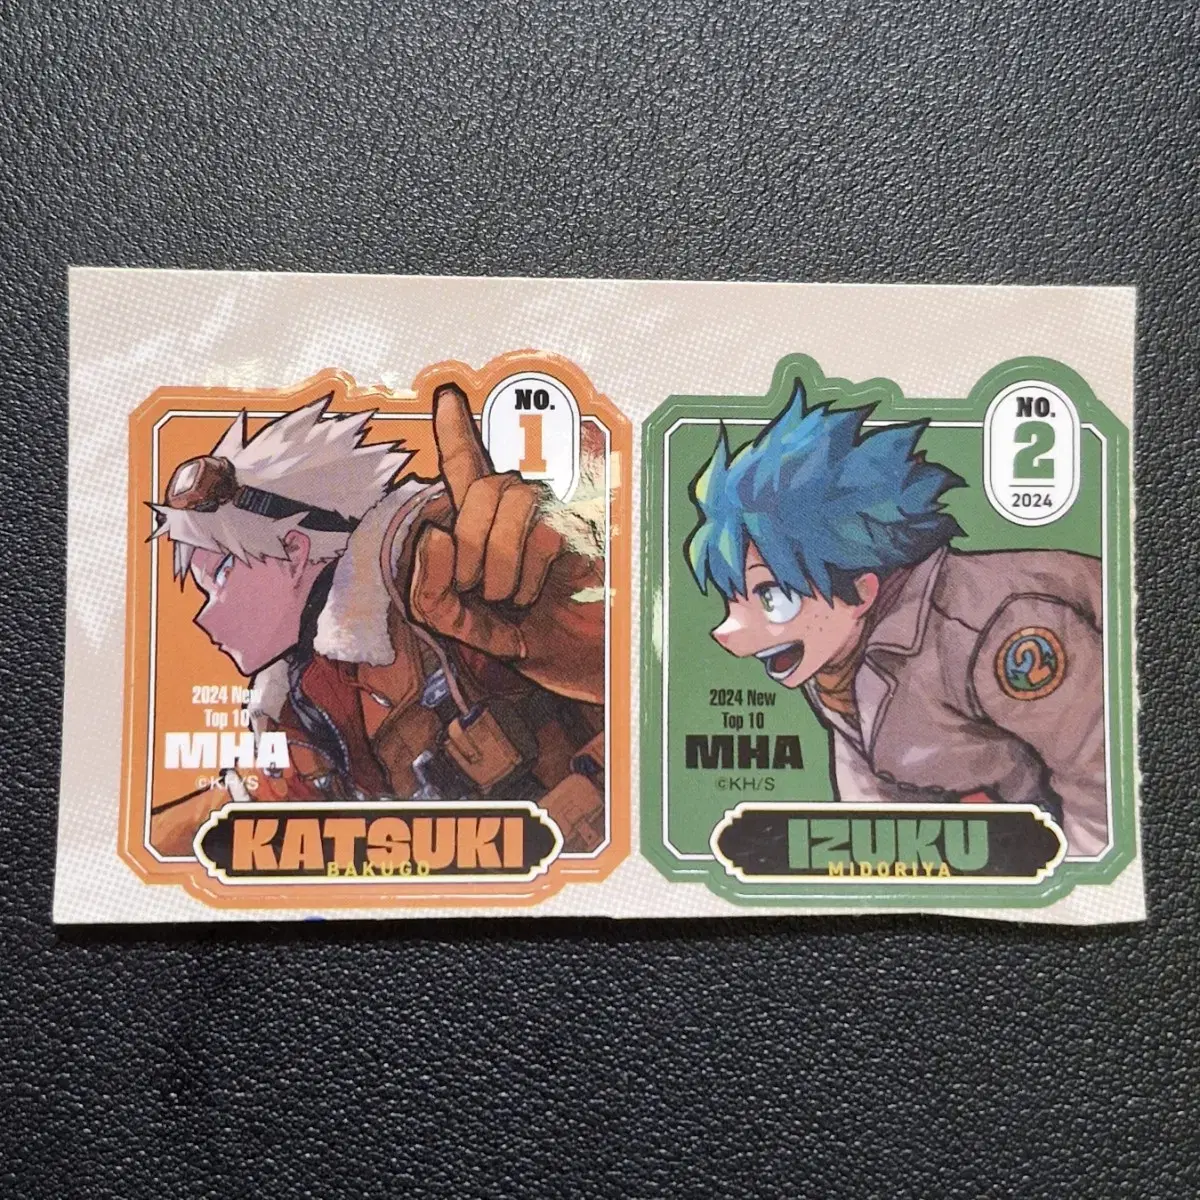 NO.
1
2024 New
Top 10
MHA
©KH/S
KATSUKI
BAKUGO
NO.
2
2024
2
2024 New
Top 10
MHA
©KH/S
IZUKU
MIDORIYA